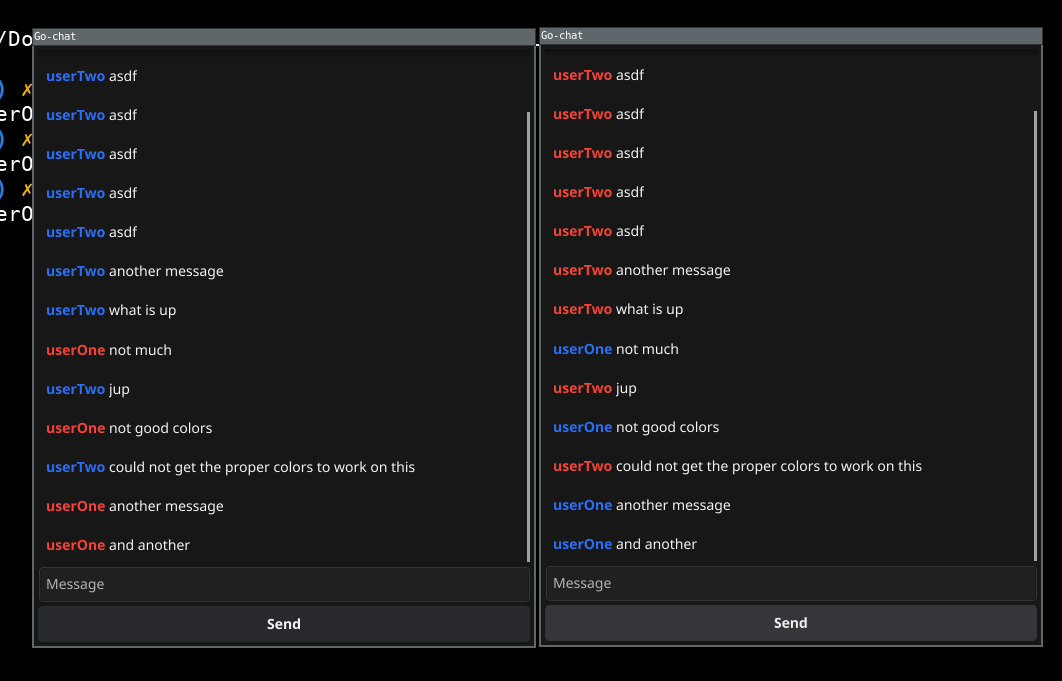 /Do
erO
erO
erO
Go-chat
userTwo asdf
userTwo asdf
userTwo asdf
userTwo asdf
userTwo asdf
userTwo another message
userTwo what is up
userOne not much
userTwo jup
userOne not good colors
userTwo could not get the proper colors to work on this
userOne another message
userOne and another
Message
Send
Go-chat
userTwo asdf
userTwo asdf
userTwo asdf
userTwo asdf
userTwo asdf
userTwo another message
userTwo what is up
userOne not much
userTwo jup
userOne not good colors
userTwo could not get the proper colors to work on this
userOne another message
userOne and another
Message
Send